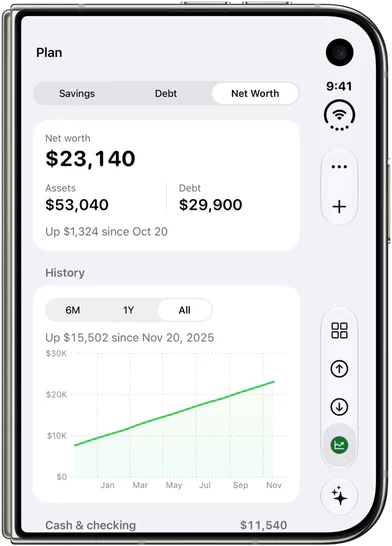 Plan
9:41
Savings Debt Net Worth
Net worth
$23,140
Assets Debt
$53,040 $29,900
Up $1,324 since Oct 20
History
6M 1Y All
Up $15,502 since Nov 20, 2025
$30K
$20K
$10K
$0
Jan Mar May Jul Sep Nov
Cash & checking $11,540